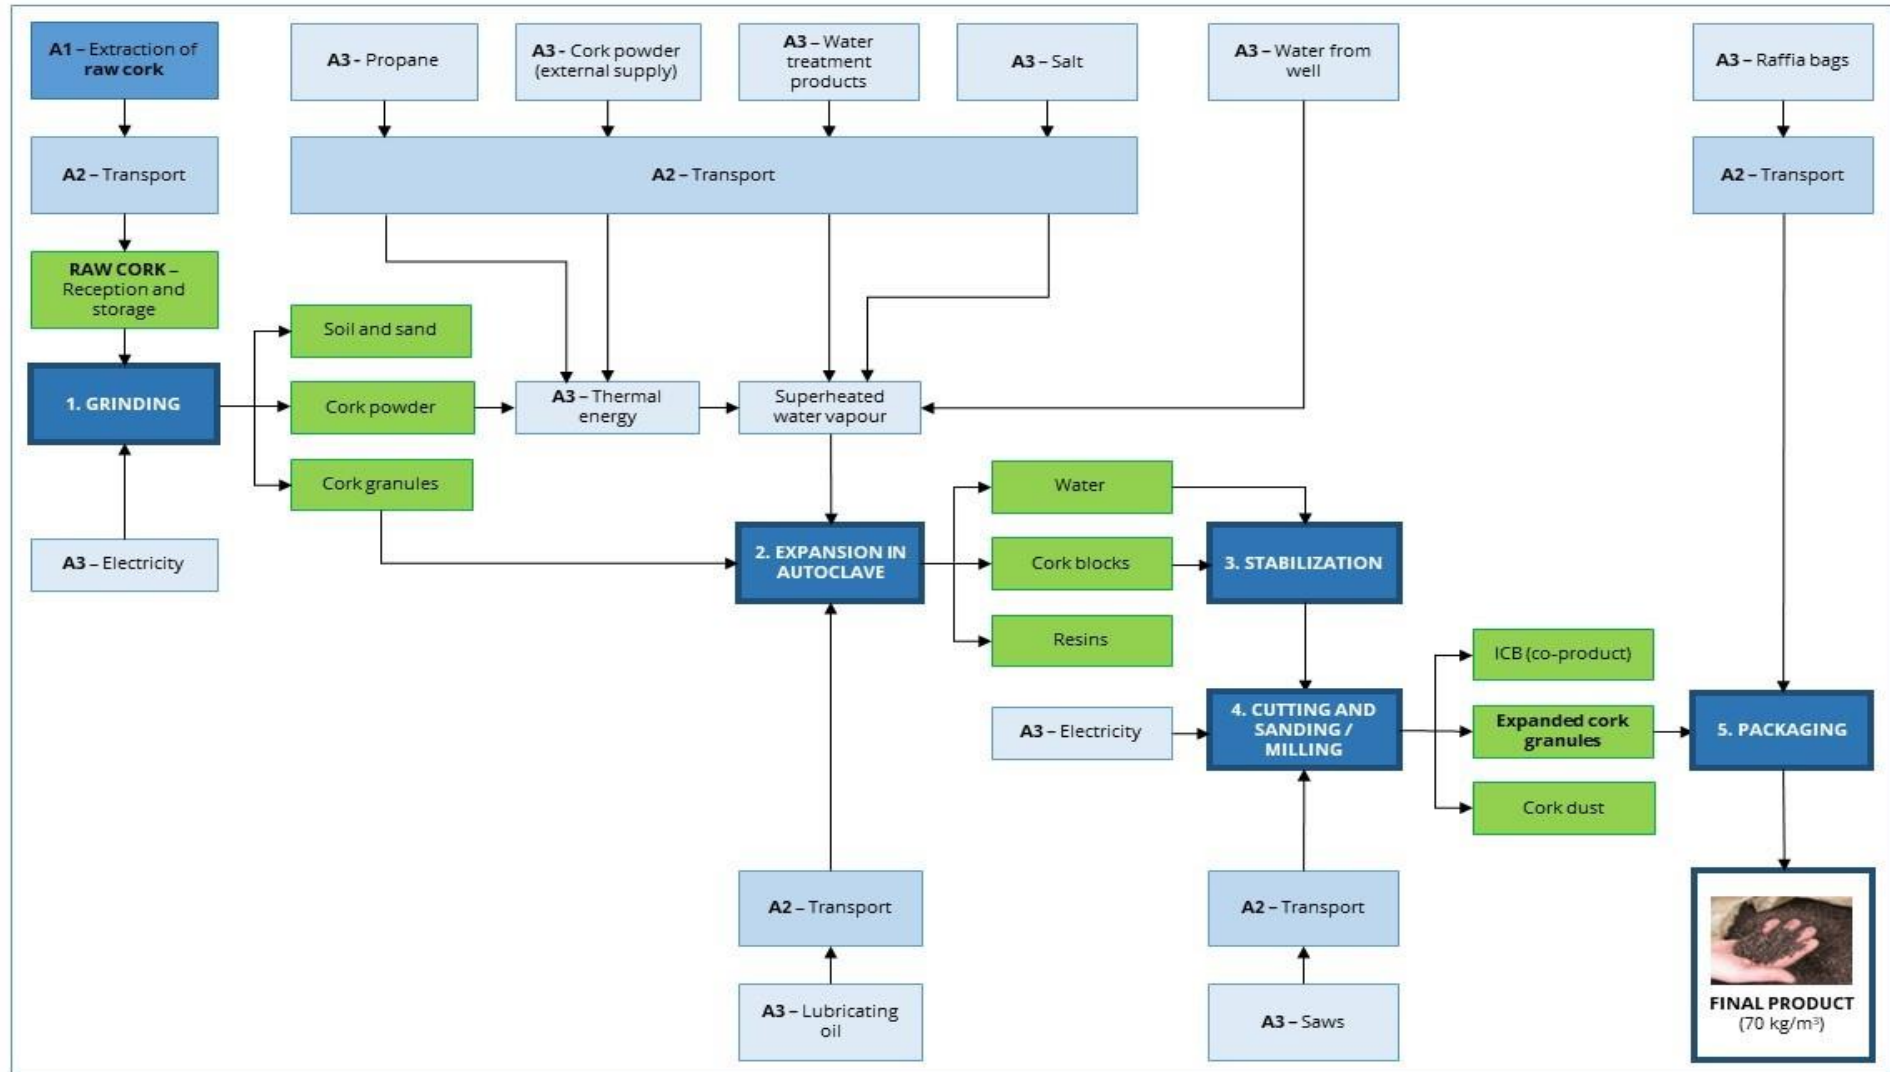 A1 – Extraction of
raw cork
A3 - Propane
A3 - Cork powder
(external supply)
A3 – Water
treatment
products
A3 – Salt
A3 – Water from
well
A3 – Raffia bags
A2 – Transport
A2 – Transport
A2 – Transport
RAW CORK –
Reception and
storage
Soil and sand
1. GRINDING
Cork powder
A3 – Thermal
energy
Superheated
water vapour
Cork granules
Water
A3 – Electricity
2. EXPANSION IN
AUTOCLAVE
Cork blocks
3. STABILIZATION
Resins
ICB (co-product)
A3 – Electricity
4. CUTTING AND
SANDING /
MILLING
Expanded cork
granules
5. PACKAGING
Cork dust
A2 – Transport
A2 – Transport
A3 – Lubricating
oil
A3 – Saws
FINAL PRODUCT
(70 kg/m³)